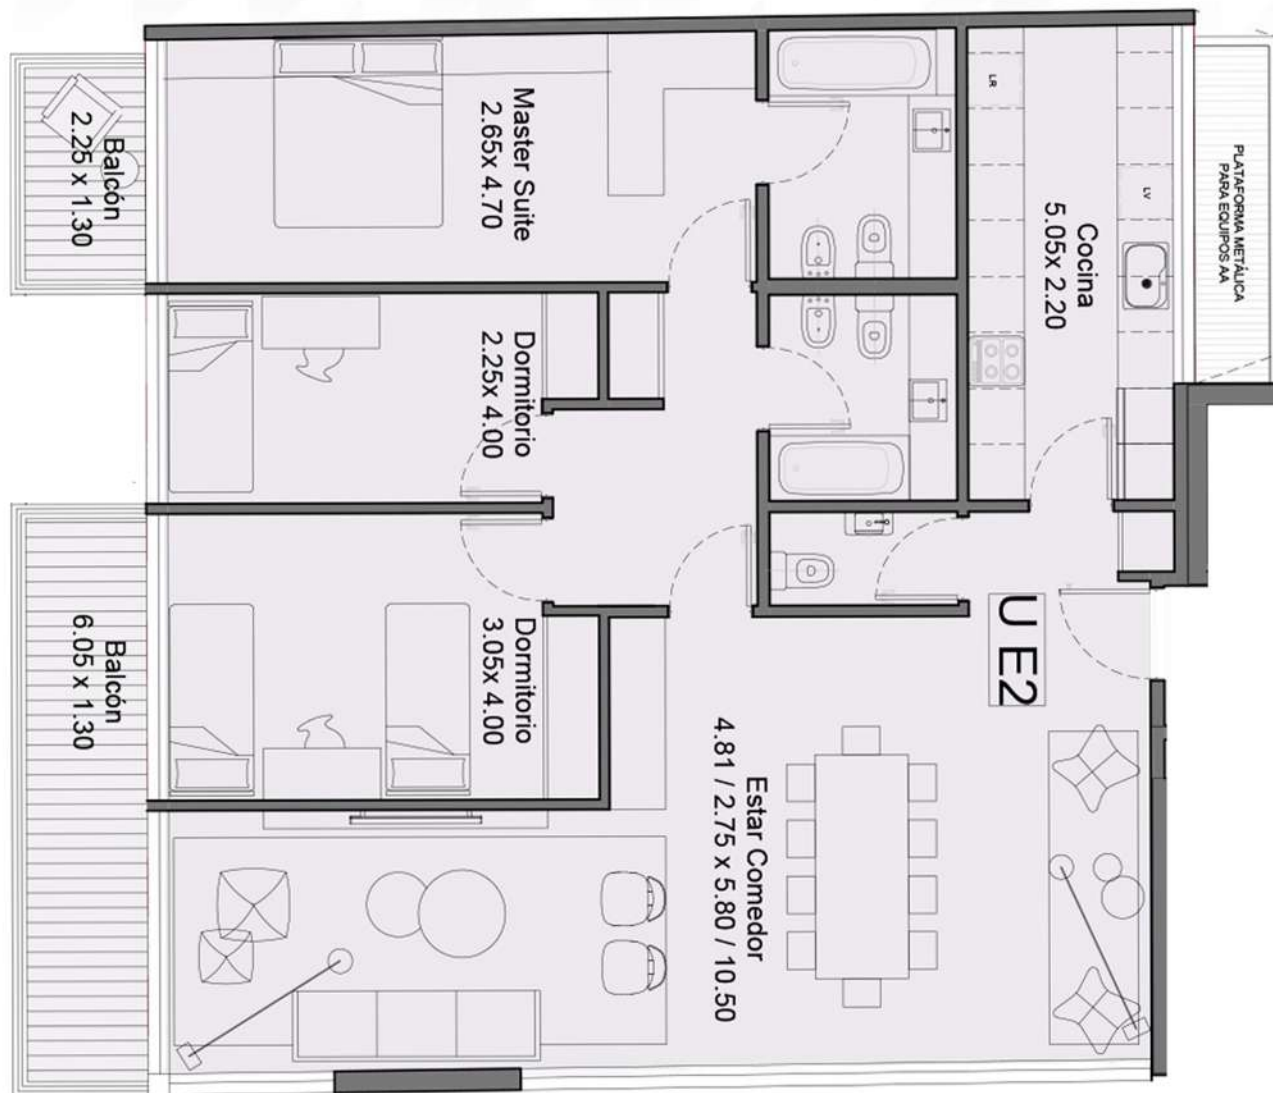 Balcón
2.25 x 1.30
Master Suite
2.65x 4.70
LR
LV
Cocina
5.05x 2.20
PLATAFORMA METÁLICA
PARA EQUIPOS AA
Dormitorio
2.25x 4.00
Dormitorio
3.05x 4.00
Balcón
6.05 x 1.30
U E2
Estar Comedor
4.81 / 2.75 x 5.80 / 10.50